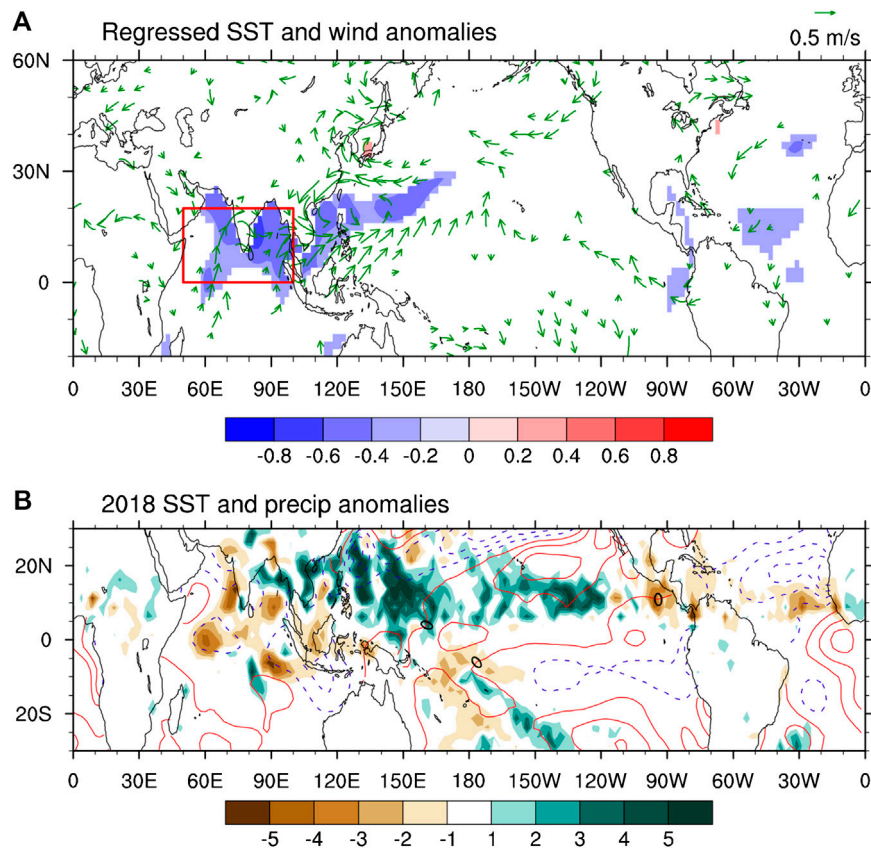 A
Regressed SST and wind anomalies
0.5 m/s
60N
30N
0
0 30E 60E 90E 120E 150E 180 150W 120W 90W 60W 30W 0
-0.8 -0.6 -0.4 -0.2 0 0.2 0.4 0.6 0.8
B
2018 SST and precip anomalies
20N
0
20S
0 30E 60E 90E 120E 150E 180 150W 120W 90W 60W 30W 0
-5 -4 -3 -2 -1 1 2 3 4 5